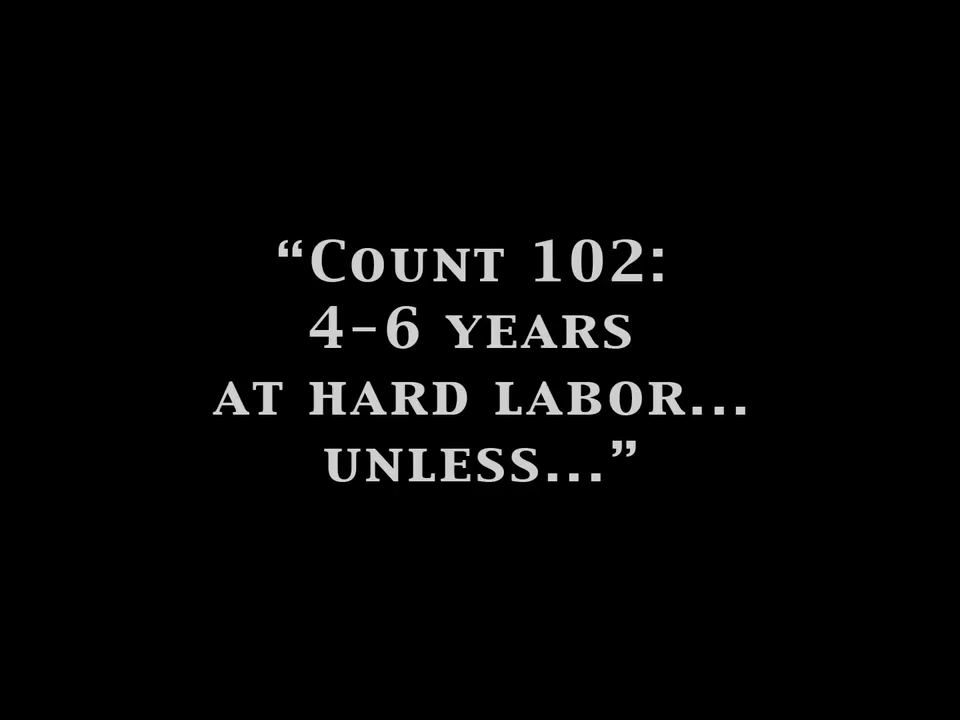 “Count 102:
4-6 years
at hard labor...
unless...”